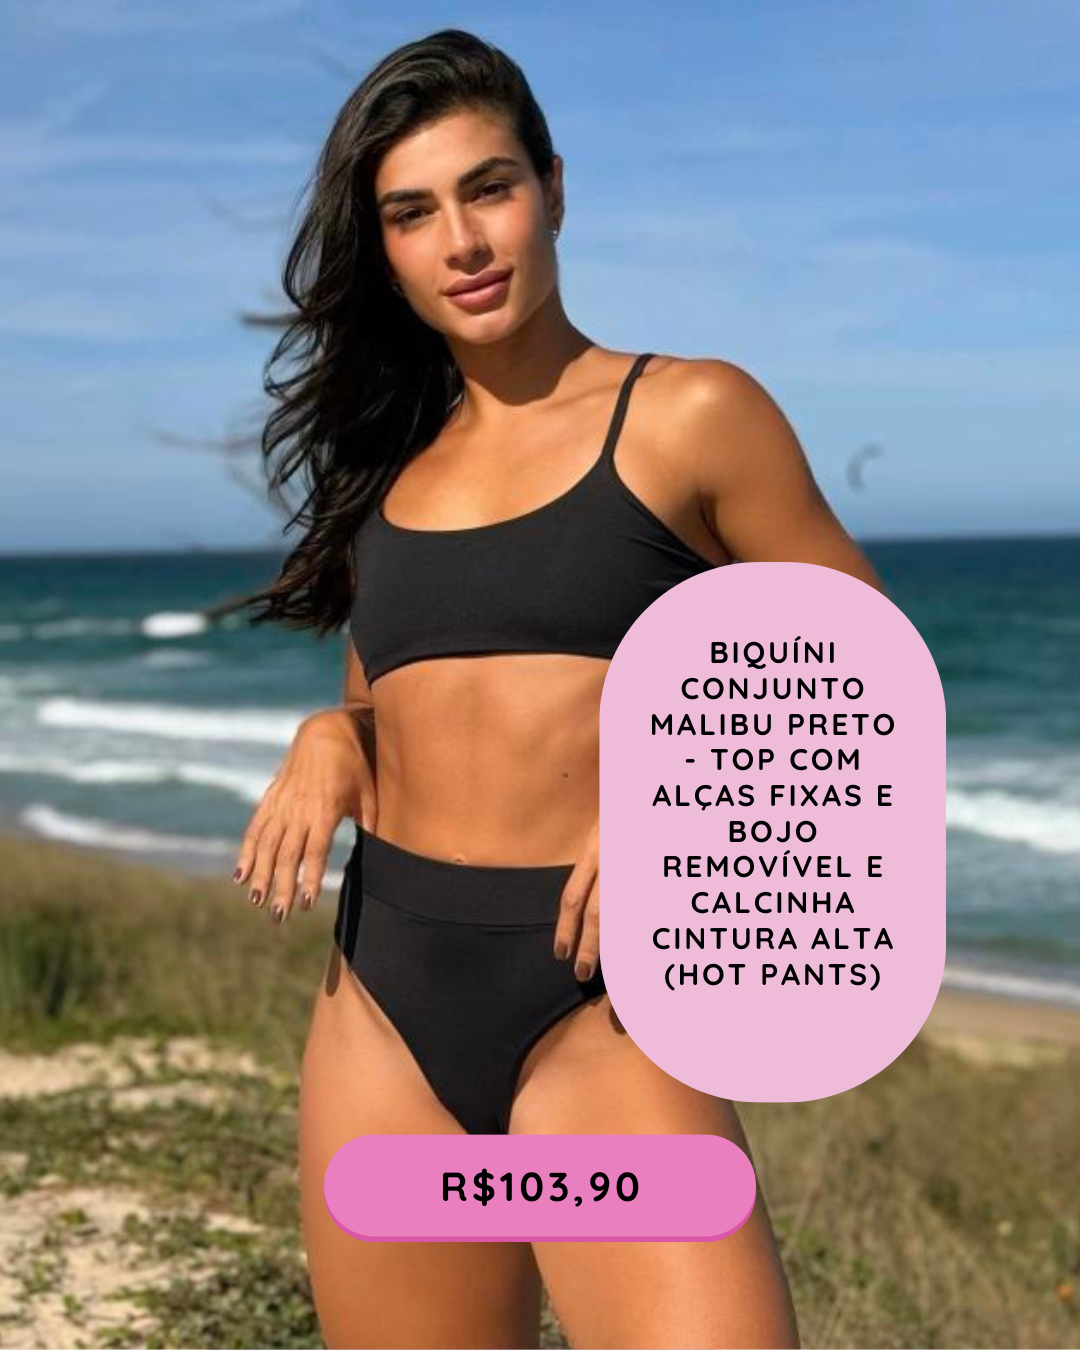 BIQUÍNI
CONJUNTO
MALIBU PRETO
- TOP COM
ALÇAS FIXAS E
BOJO
REMOVÍVEL E
CALCINHA
CINTURA ALTA
(HOT PANTS)
R$103,90